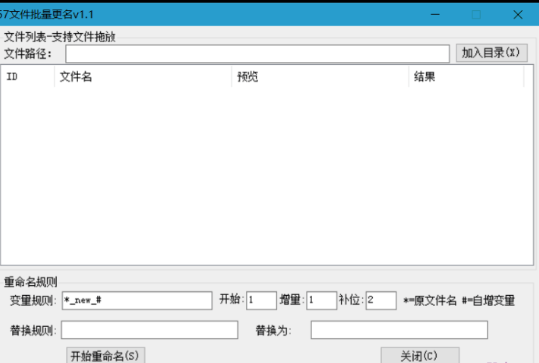 57文件批量更名v1.1
文件列表-支持文件拖放
文件路径: 加入目录(X)
ID 文件名 预览 结果
重命名规则
变量规则: *_new_# 开始: 1 增量: 1 补位: 2 *=原文件名 #=自增变量
替换规则: 替换为:
开始重命名(S) 关闭(C)